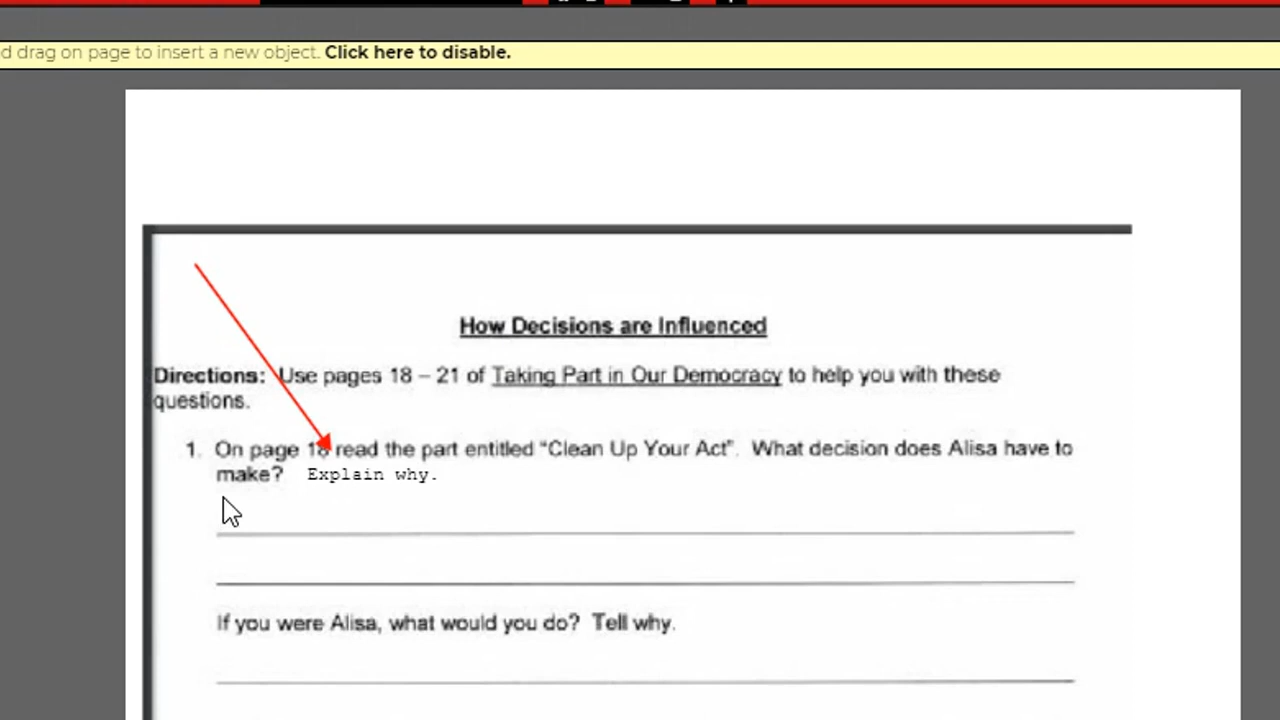 d drag on page to insert a new object. Click here to disable.
How Decisions are Influenced
Directions: Use pages 18 – 21 of Taking Part in Our Democracy to help you with these
questions.
1. On page 18 read the part entitled “Clean Up Your Act”. What decision does Alisa have to
make? Explain why.
If you were Alisa, what would you do? Tell why.